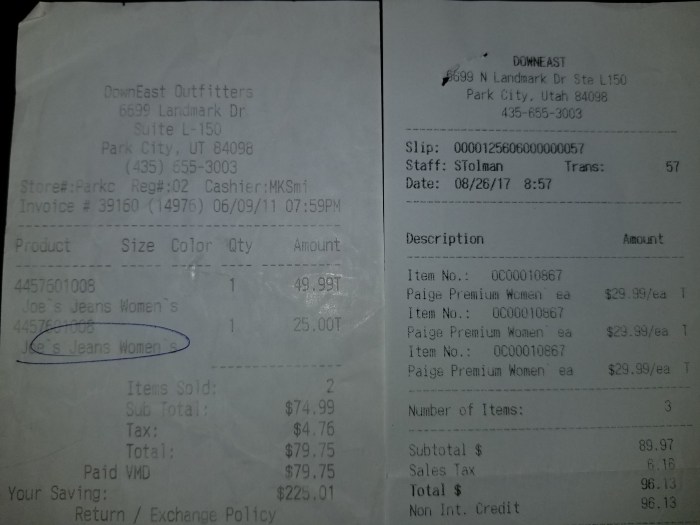 DownEast Outfitters
6699 Landmark Dr
Suite L-150
Park City, UT 84098
(435) 655-3003
Store#:Parkc Reg#:02 Cashier:MKSmi
Invoice # 39160 (14976) 06/09/11 07:59PM
Product Size Color Qty Amount
4457601008 1 49.99T
Joe's Jeans Women's
4457601008 1 25.00T
Joe's Jeans Women's
Items Sold: 2
Sub Total: $74.99
Tax: $4.76
Total: $79.75
Paid VMD $79.75
Your Saving: $225.01
Return / Exchange Policy
DOWNEAST
6699 N Landmark Dr Ste L150
Park City, Utah 84098
435-655-3003
Slip: 0000125606000000057
Staff: STolman Trans: 57
Date: 08/26/17 8:57
Description Amount
Item No.: 0C00010867
Paige Premium Women ea $29.99/ea T
Item No.: 0C00010867
Paige Premium Women ea $29.99/ea T
Item No.: 0C00010867
Paige Premium Women ea $29.99/ea T
Number of Items: 3
Subtotal $ 89.97
Sales Tax 6.16
Total $ 96.13
Non Int. Credit 96.13